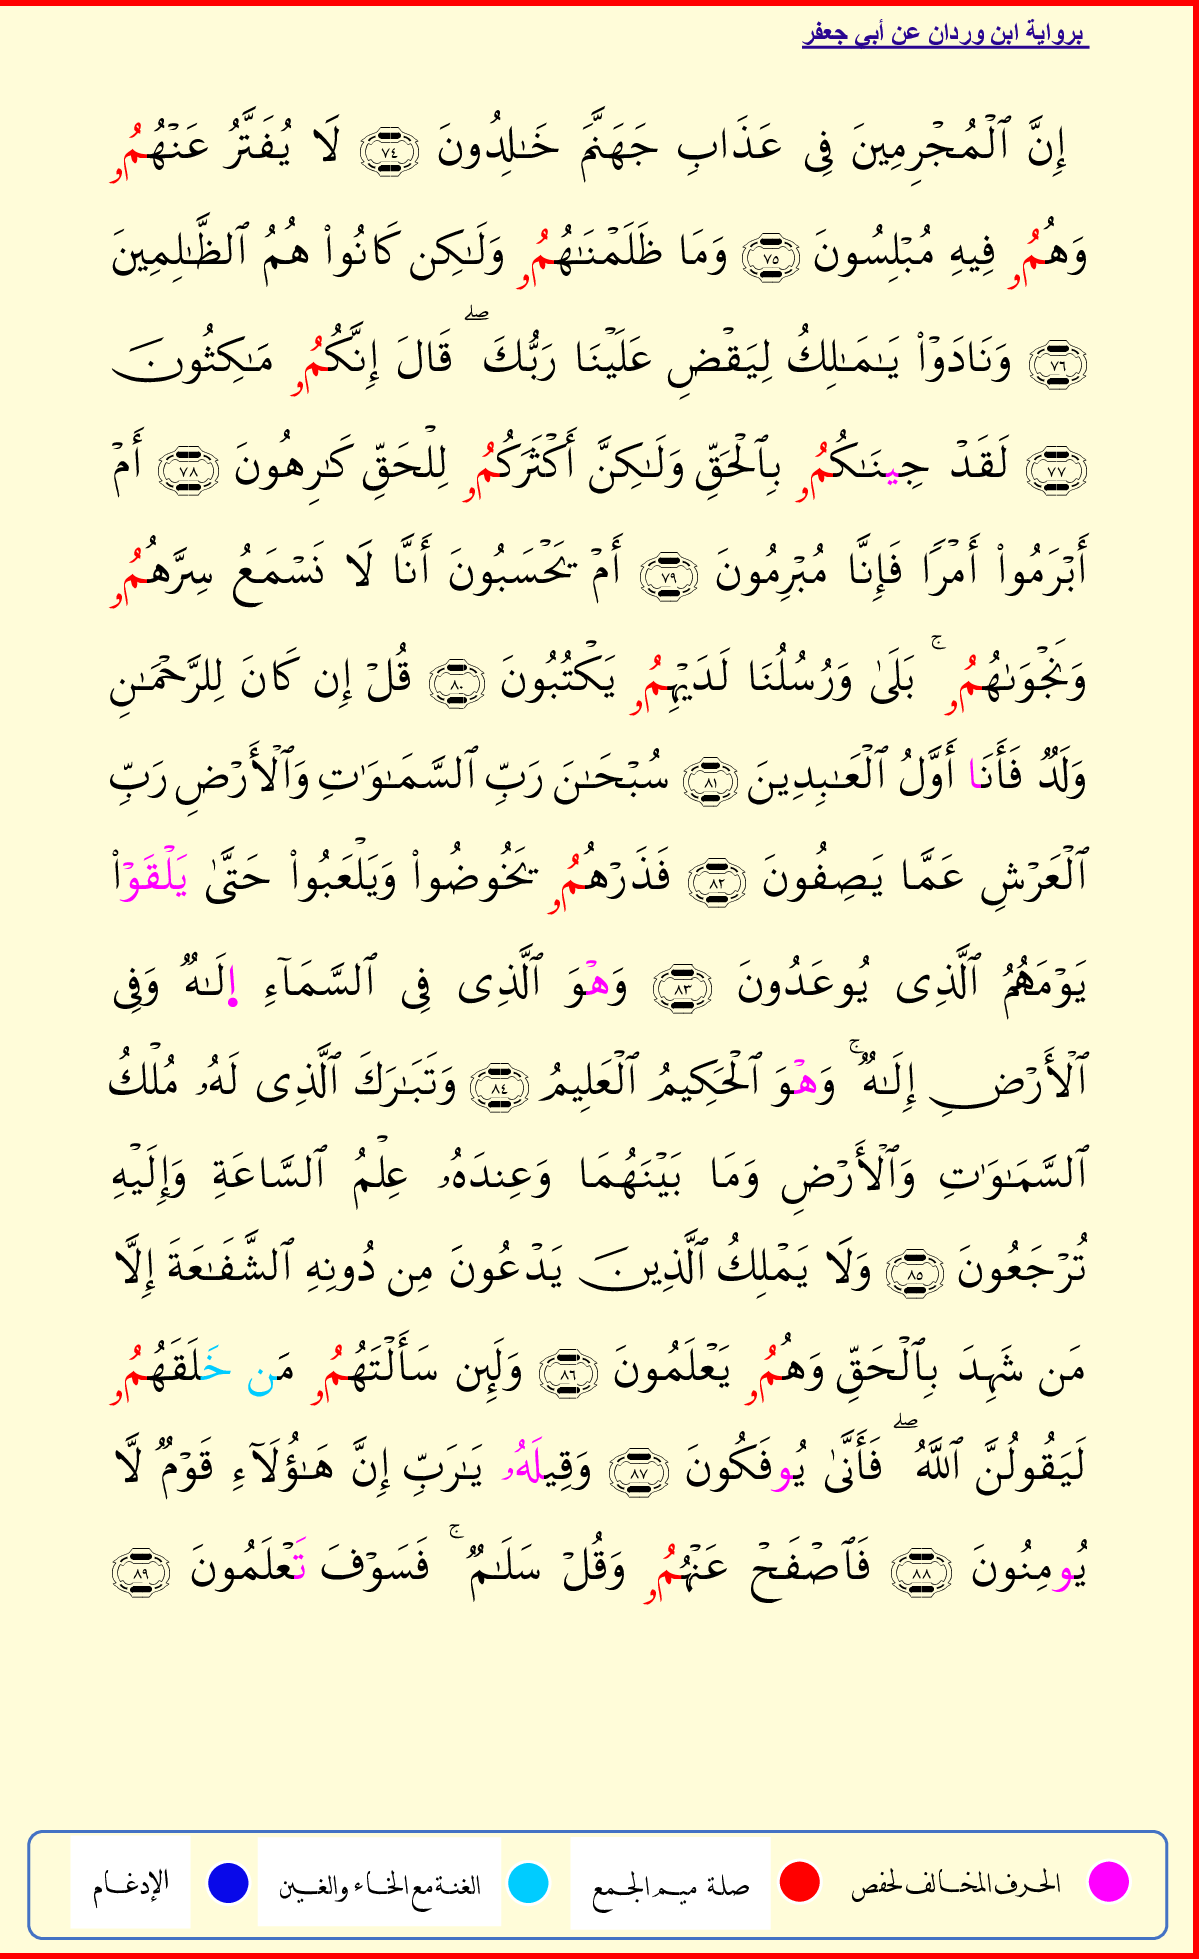 برواية ابن وردان عن أبي جعفر
إِنَّ ٱلۡمُجۡرِمِينَ فِى عَذَابِ جَهَنَّمَ خَـٰلِدُونَ ٧٤ لَا يُفَتَّرُ عَنۡهُمُۥ
وَهُمُۥ فِيهِ مُبۡلِسُونَ ٧٥ وَمَا ظَلَمۡنَـٰهُمُۥ وَلَـٰكِن كَانُوا۟ هُمُ ٱلظَّـٰلِمِينَ
٧٦ وَنَادَوۡا۟ يَـٰمَـٰلِكُ لِيَقۡضِ عَلَيۡنَا رَبُّكَۖ قَالَ إِنَّكُمُۥ مَـٰكِثُونَ
٧٧ لَقَدۡ جِينَـٰكُمُۥ بِٱلۡحَقِّ وَلَـٰكِنَّ أَكۡثَرَكُمُۥ لِلۡحَقِّ كَـٰرِهُونَ ٧٨ أَمۡ
أَبۡرَمُوا۟ أَمۡرًا فَإِنَّا مُبۡرِمُونَ ٧٩ أَمۡ يَحۡسَبُونَ أَنَّا لَا نَسۡمَعُ سِرَّهُمُۥ
وَنَجۡوَىٰهُمُۥۚ بَلَىٰ وَرُسُلُنَا لَدَيۡهِمُۥ يَكۡتُبُونَ ٨٠ قُلۡ إِن كَانَ لِلرَّحۡمَـٰنِ
وَلَدٌ فَأَنَا أَوَّلُ ٱلۡعَـٰبِدِينَ ٨١ سُبۡحَـٰنَ رَبِّ ٱلسَّمَـٰوَٰتِ وَٱلۡأَرۡضِ رَبِّ
ٱلۡعَرۡشِ عَمَّا يَصِفُونَ ٨٢ فَذَرۡهُمُۥ يَخُوضُوا۟ وَيَلۡعَبُوا۟ حَتَّىٰ يَلۡقَوۡا۟
يَوۡمَهُمُ ٱلَّذِى يُوعَدُونَ ٨٣ وَهۡوَ ٱلَّذِى فِى ٱلسَّمَآءِ إِلَـٰهٌ وَفِى
ٱلۡأَرۡضِ إِلَـٰهٌۚ وَهۡوَ ٱلۡحَكِيمُ ٱلۡعَلِيمُ ٨٤ وَتَبَـٰرَكَ ٱلَّذِى لَهُۥ مُلۡكُ
ٱلسَّمَـٰوَٰتِ وَٱلۡأَرۡضِ وَمَا بَيۡنَهُمَا وَعِندَهُۥ عِلۡمُ ٱلسَّاعَةِ وَإِلَيۡهِ
تُرۡجَعُونَ ٨٥ وَلَا يَمۡلِكُ ٱلَّذِينَ يَدۡعُونَ مِن دُونِهِ ٱلشَّفَـٰعَةَ إِلَّا
مَن شَهِدَ بِٱلۡحَقِّ وَهُمُۥ يَعۡلَمُونَ ٨٦ وَلَئِن سَأَلۡتَهُمُۥ مَن خَلَقَهُمُۥ
لَيَقُولُنَّ ٱللَّهُۖ فَأَنَّىٰ يُوفَكُونَ ٨٧ وَقِيلَهُۥ يَـٰرَبِّ إِنَّ هَـٰؤُلَآءِ قَوۡمٌ لَّا
يُومِنُونَ ٨٨ فَٱصۡفَحۡ عَنۡهُمُۥ وَقُلۡ سَلَـٰمٌۚ فَسَوۡفَ تَعۡلَمُونَ ٨٩
الحرف المخالف لحفص صلة ميم الجمع الغنة مع الخاء والغين الإدغام